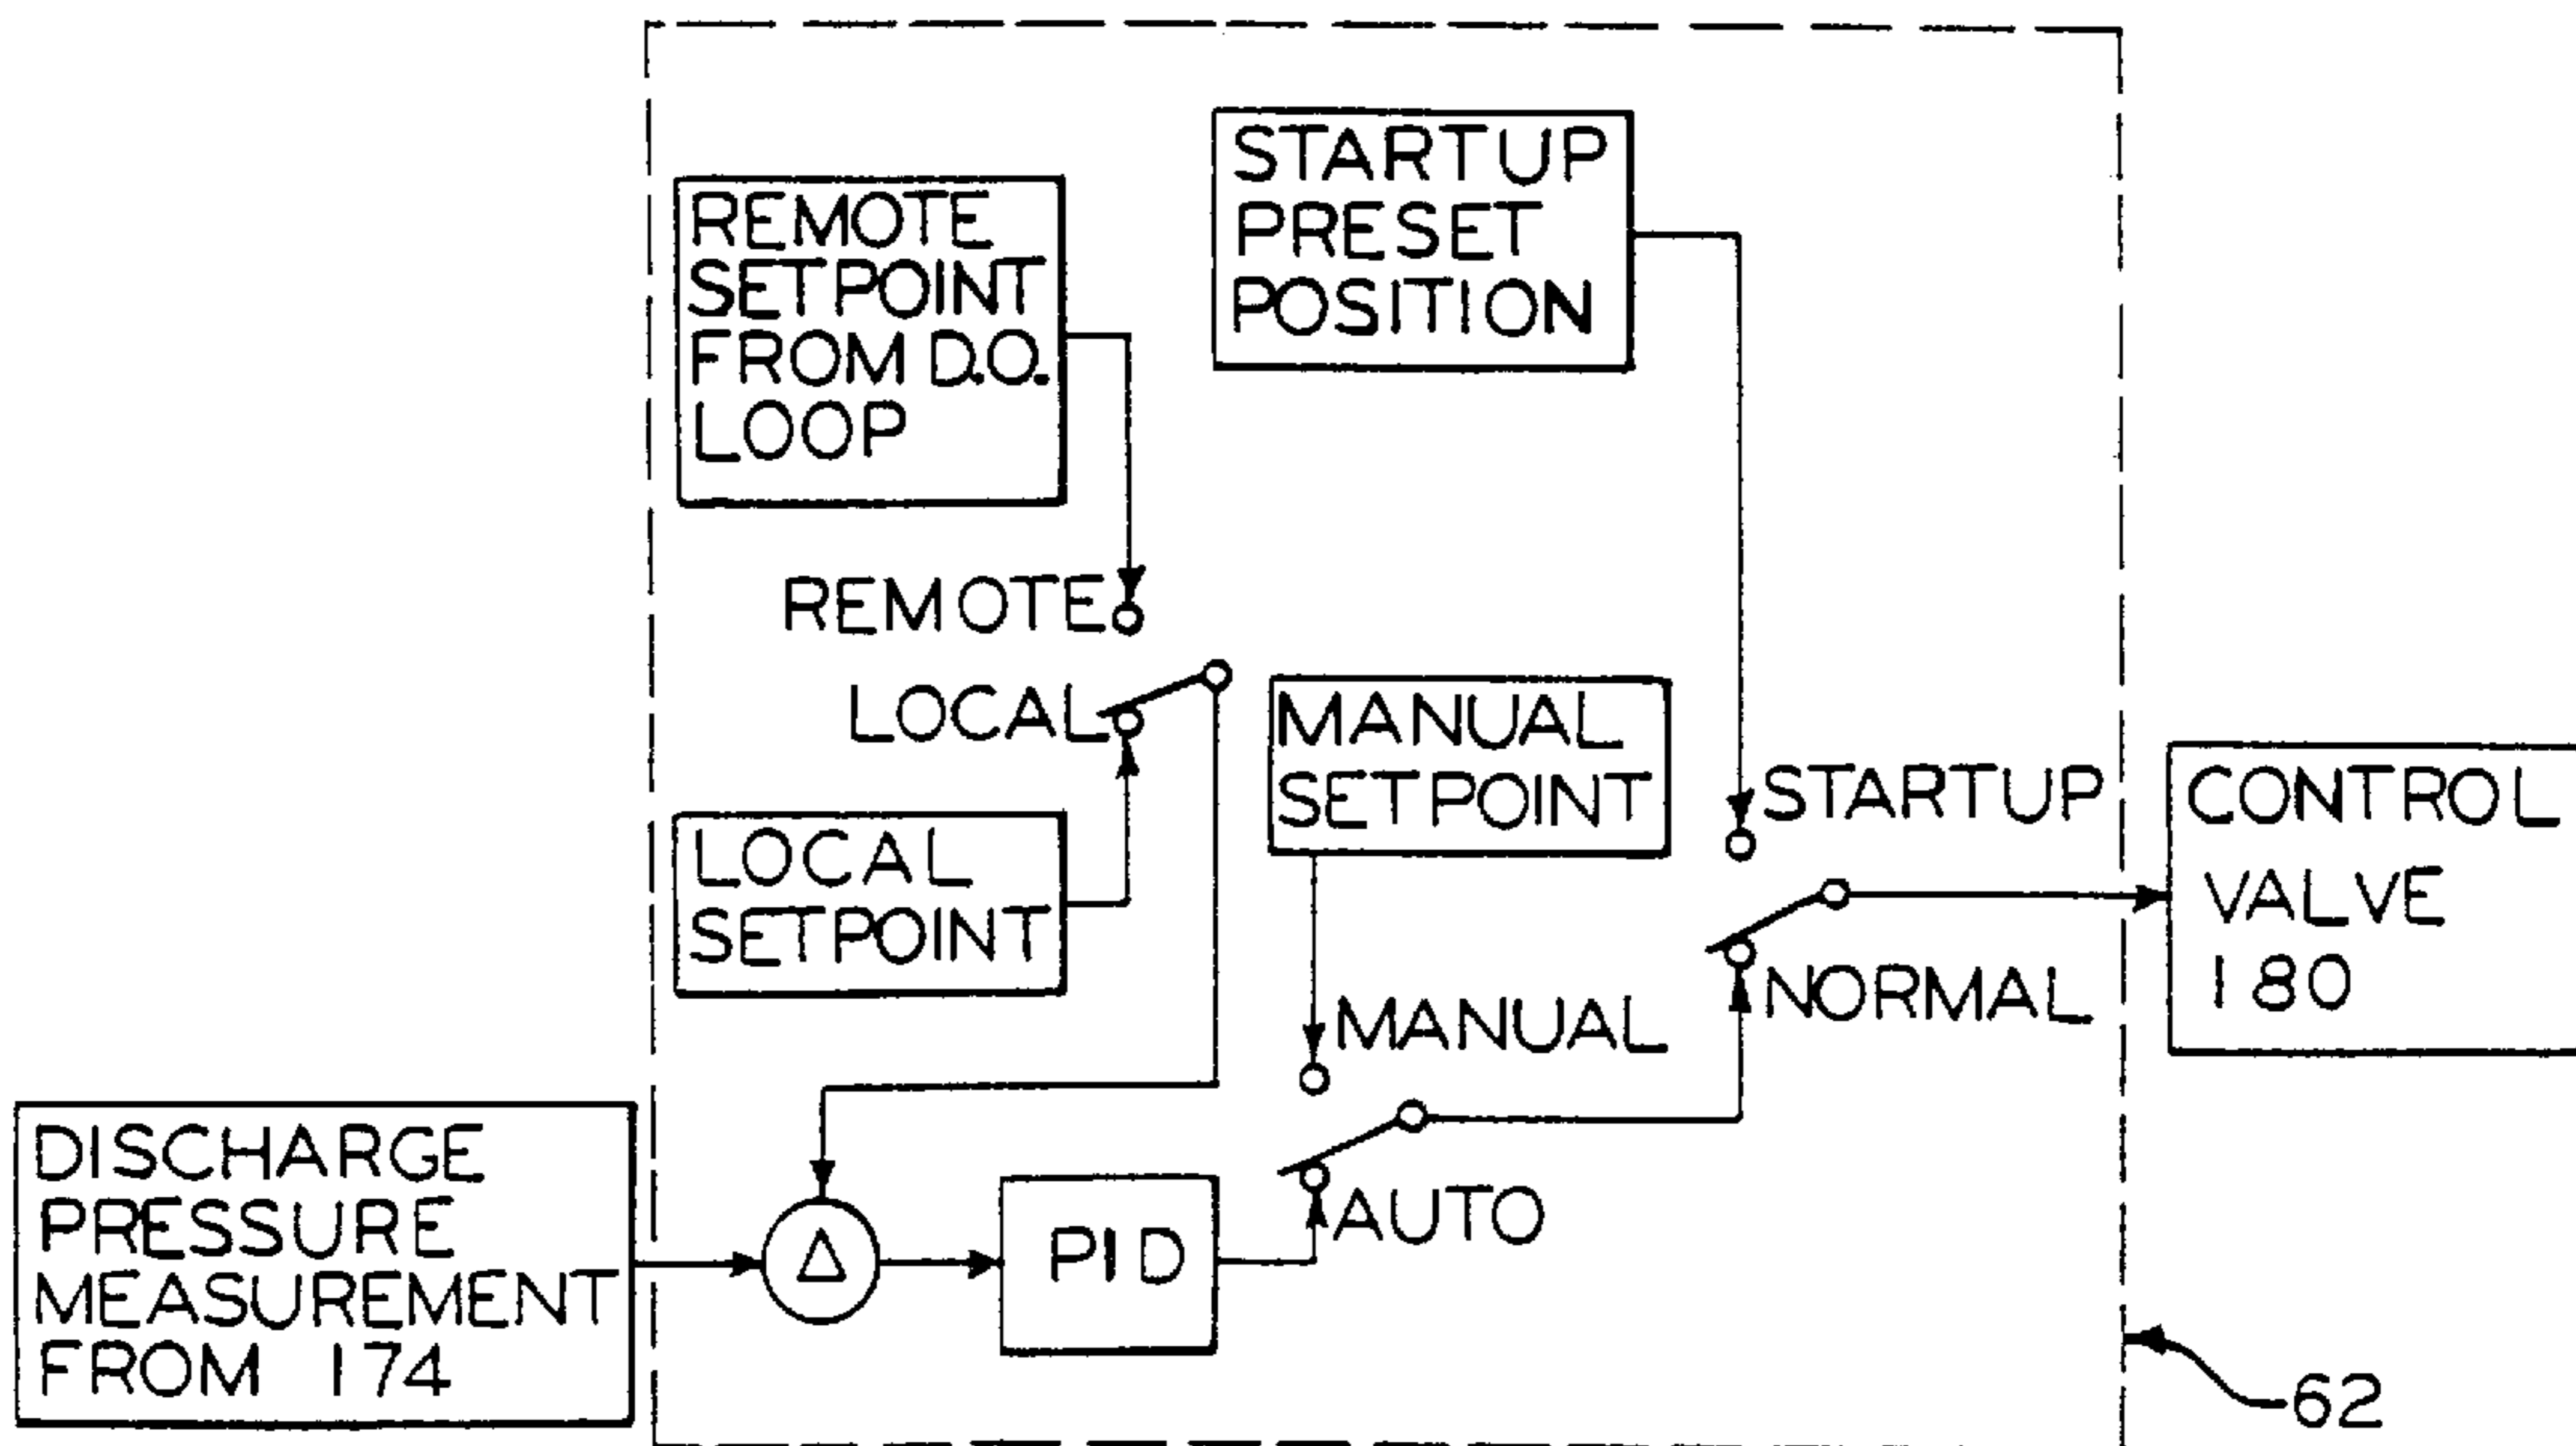 STARTUP
PRESET
POSITION
REMOTE
SETPOINT
FROM D.O.
LOOP
REMOTE
LOCAL
LOCAL
SETPOINT
MANUAL
SETPOINT
STARTUP
NORMAL
CONTROL
VALVE
180
MANUAL
AUTO
DISCHARGE
PRESSURE
MEASUREMENT
FROM 174
Δ
PID
62